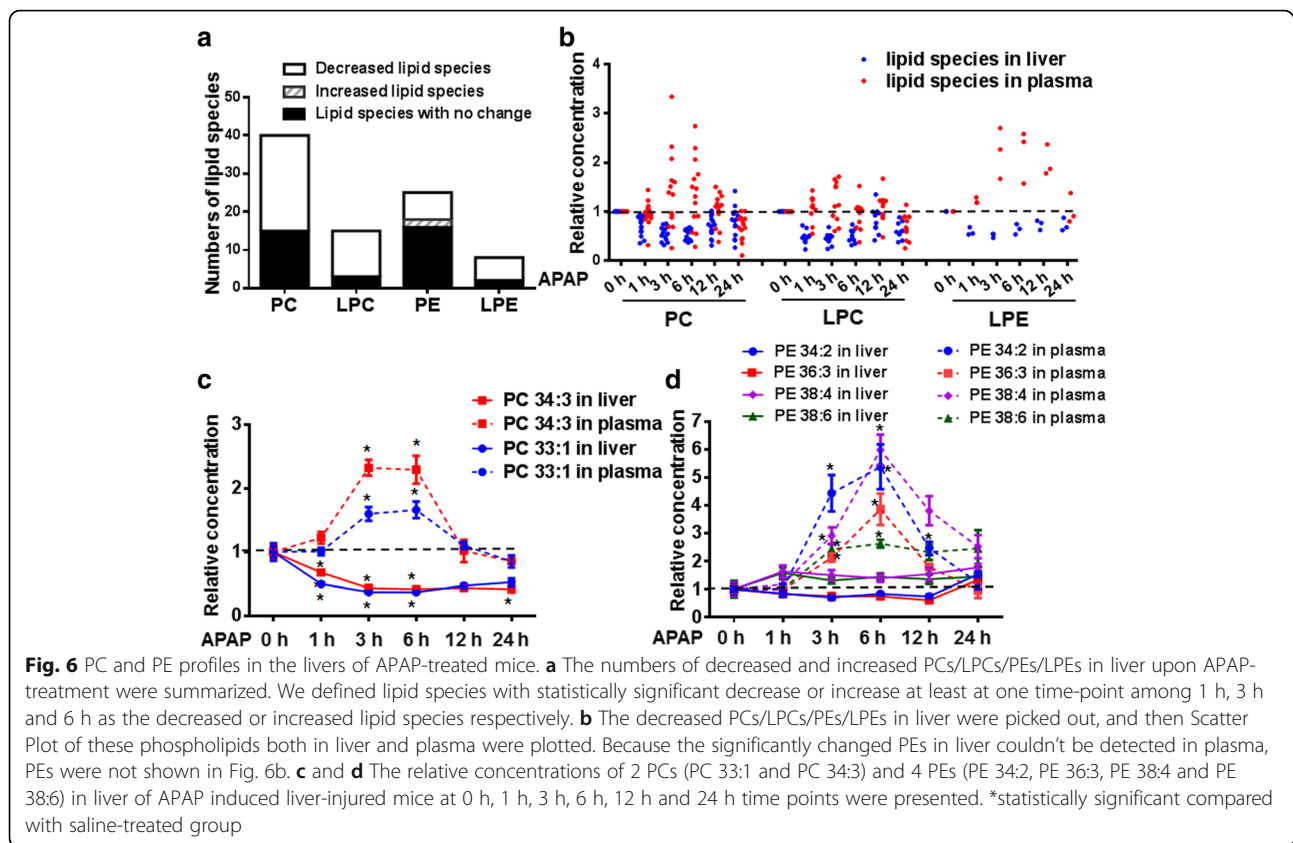 a
Decreased lipid species
Increased lipid species
Lipid species with no change
Numbers of lipid species
50
40
30
20
10
0
PC LPC PE LPE
APAP
b
lipid species in liver
lipid species in plasma
Relative concentration
4
3
2
1
0
0 h 1 h 3 h 6 h 12 h 24 h 0 h 1 h 3 h 6 h 12 h 24 h 0 h 1 h 3 h 6 h 12 h 24 h
PC LPC LPE
c
PC 34:3 in liver
PC 34:3 in plasma
PC 33:1 in liver
PC 33:1 in plasma
Relative concentration
3
2
1
0
* * * * * * * * * * *
APAP 0 h 1 h 3 h 6 h 12 h 24 h
d
PE 34:2 in liver PE 34:2 in plasma
PE 36:3 in liver PE 36:3 in plasma
PE 38:4 in liver PE 38:4 in plasma
PE 38:6 in liver PE 38:6 in plasma
Relative concentration
7
6
5
4
3
2
1
0
* * * * * * * * *
APAP 0 h 1 h 3 h 6 h 12 h 24 h
Fig. 6 PC and PE profiles in the livers of APAP-treated mice. a The numbers of decreased and increased PCs/LPCs/PEs/LPEs in liver upon APAP-
treatment were summarized. We defined lipid species with statistically significant decrease or increase at least at one time-point among 1 h, 3 h
and 6 h as the decreased or increased lipid species respectively. b The decreased PCs/LPCs/PEs/LPEs in liver were picked out, and then Scatter
Plot of these phospholipids both in liver and plasma were plotted. Because the significantly changed PEs in liver couldn't be detected in plasma,
PEs were not shown in Fig. 6b. c and d The relative concentrations of 2 PCs (PC 33:1 and PC 34:3) and 4 PEs (PE 34:2, PE 36:3, PE 38:4 and PE
38:6) in liver of APAP induced liver-injured mice at 0 h, 1 h, 3 h, 6 h, 12 h and 24 h time points were presented. *statistically significant compared
with saline-treated group